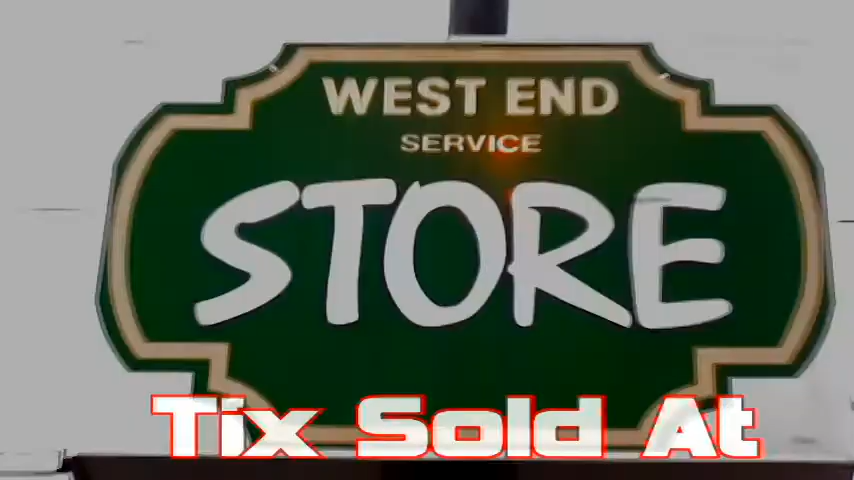 WEST END
SERVICE
STORE
Tix Sold At